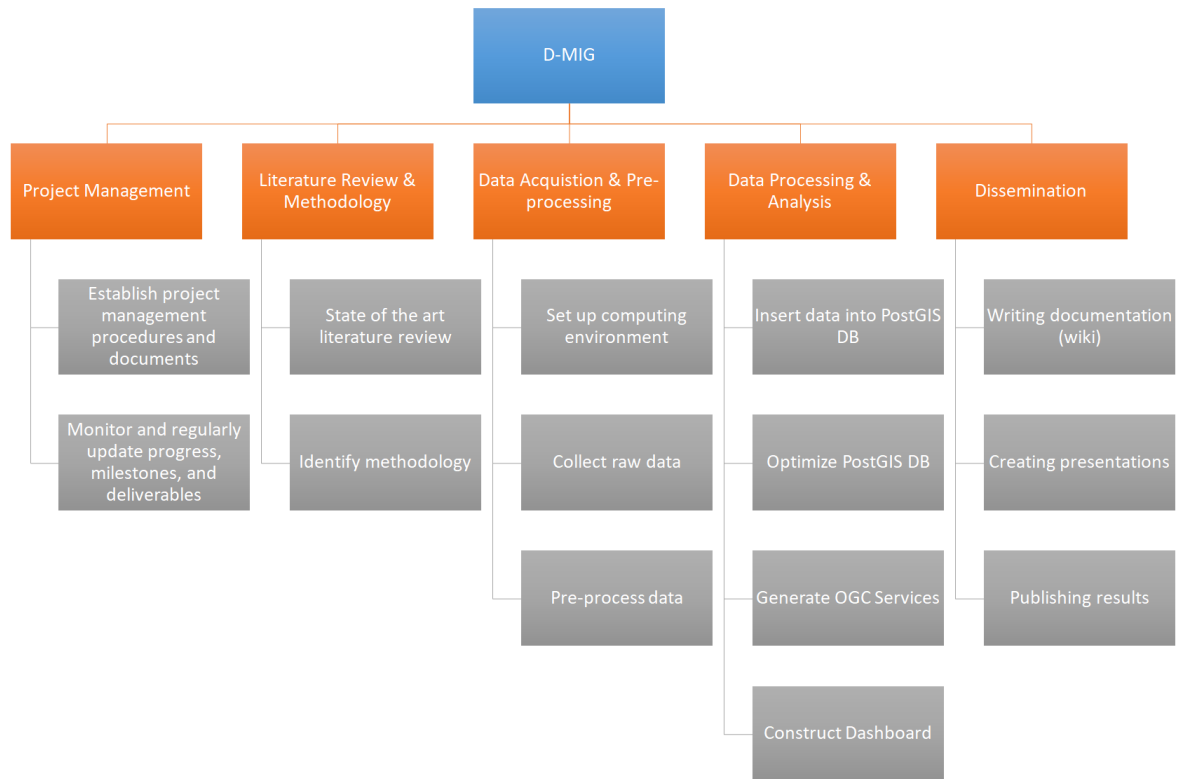 D-MIG
Project Management
Literature Review &
Methodology
Data Acquistion & Pre-
processing
Data Processing &
Analysis
Dissemination
Establish project
management
procedures and
documents
Monitor and regularly
update progress,
milestones, and
deliverables
State of the art
literature review
Identify methodology
Set up computing
environment
Collect raw data
Pre-process data
Insert data into PostGIS
DB
Optimize PostGIS DB
Generate OGC Services
Construct Dashboard
Writing documentation
(wiki)
Creating presentations
Publishing results